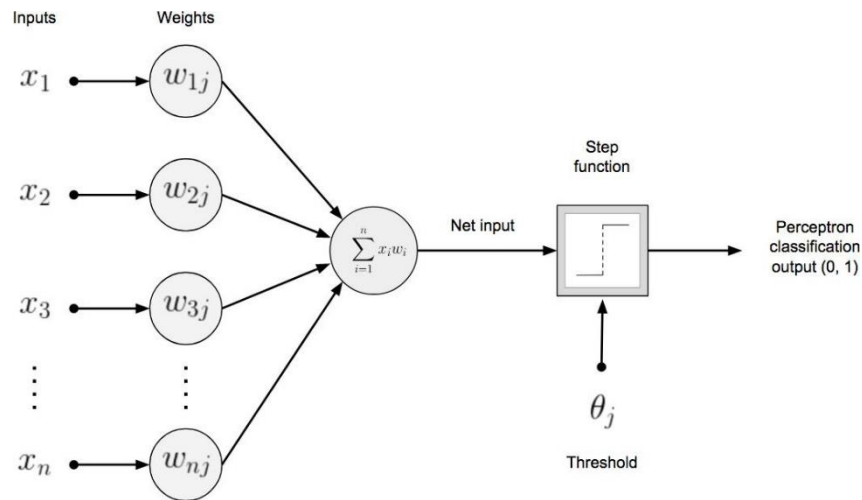 Inputs
Weights
x₁
w₁ⱼ
x₂
w₂ⱼ
x₃
w₃ⱼ
xₙ
wₙⱼ
n
∑ xᵢwᵢ
i=1
Net input
Step
function
θⱼ
Threshold
Perceptron
classification
output (0, 1)